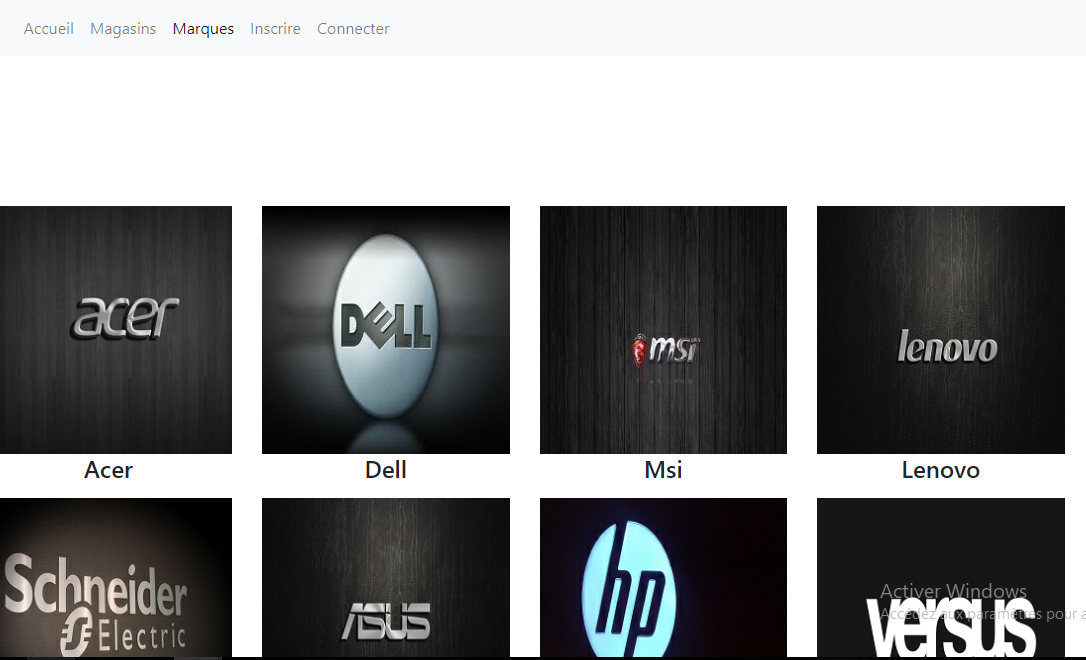 Accueil Magasins Marques Inscrire Connecter
acer
DELL
msi
lenovo
Acer
Dell
Msi
Lenovo
Schneider
Electric
ASUS
hp
versus
Activer Windows
Accédez aux paramètres pour a